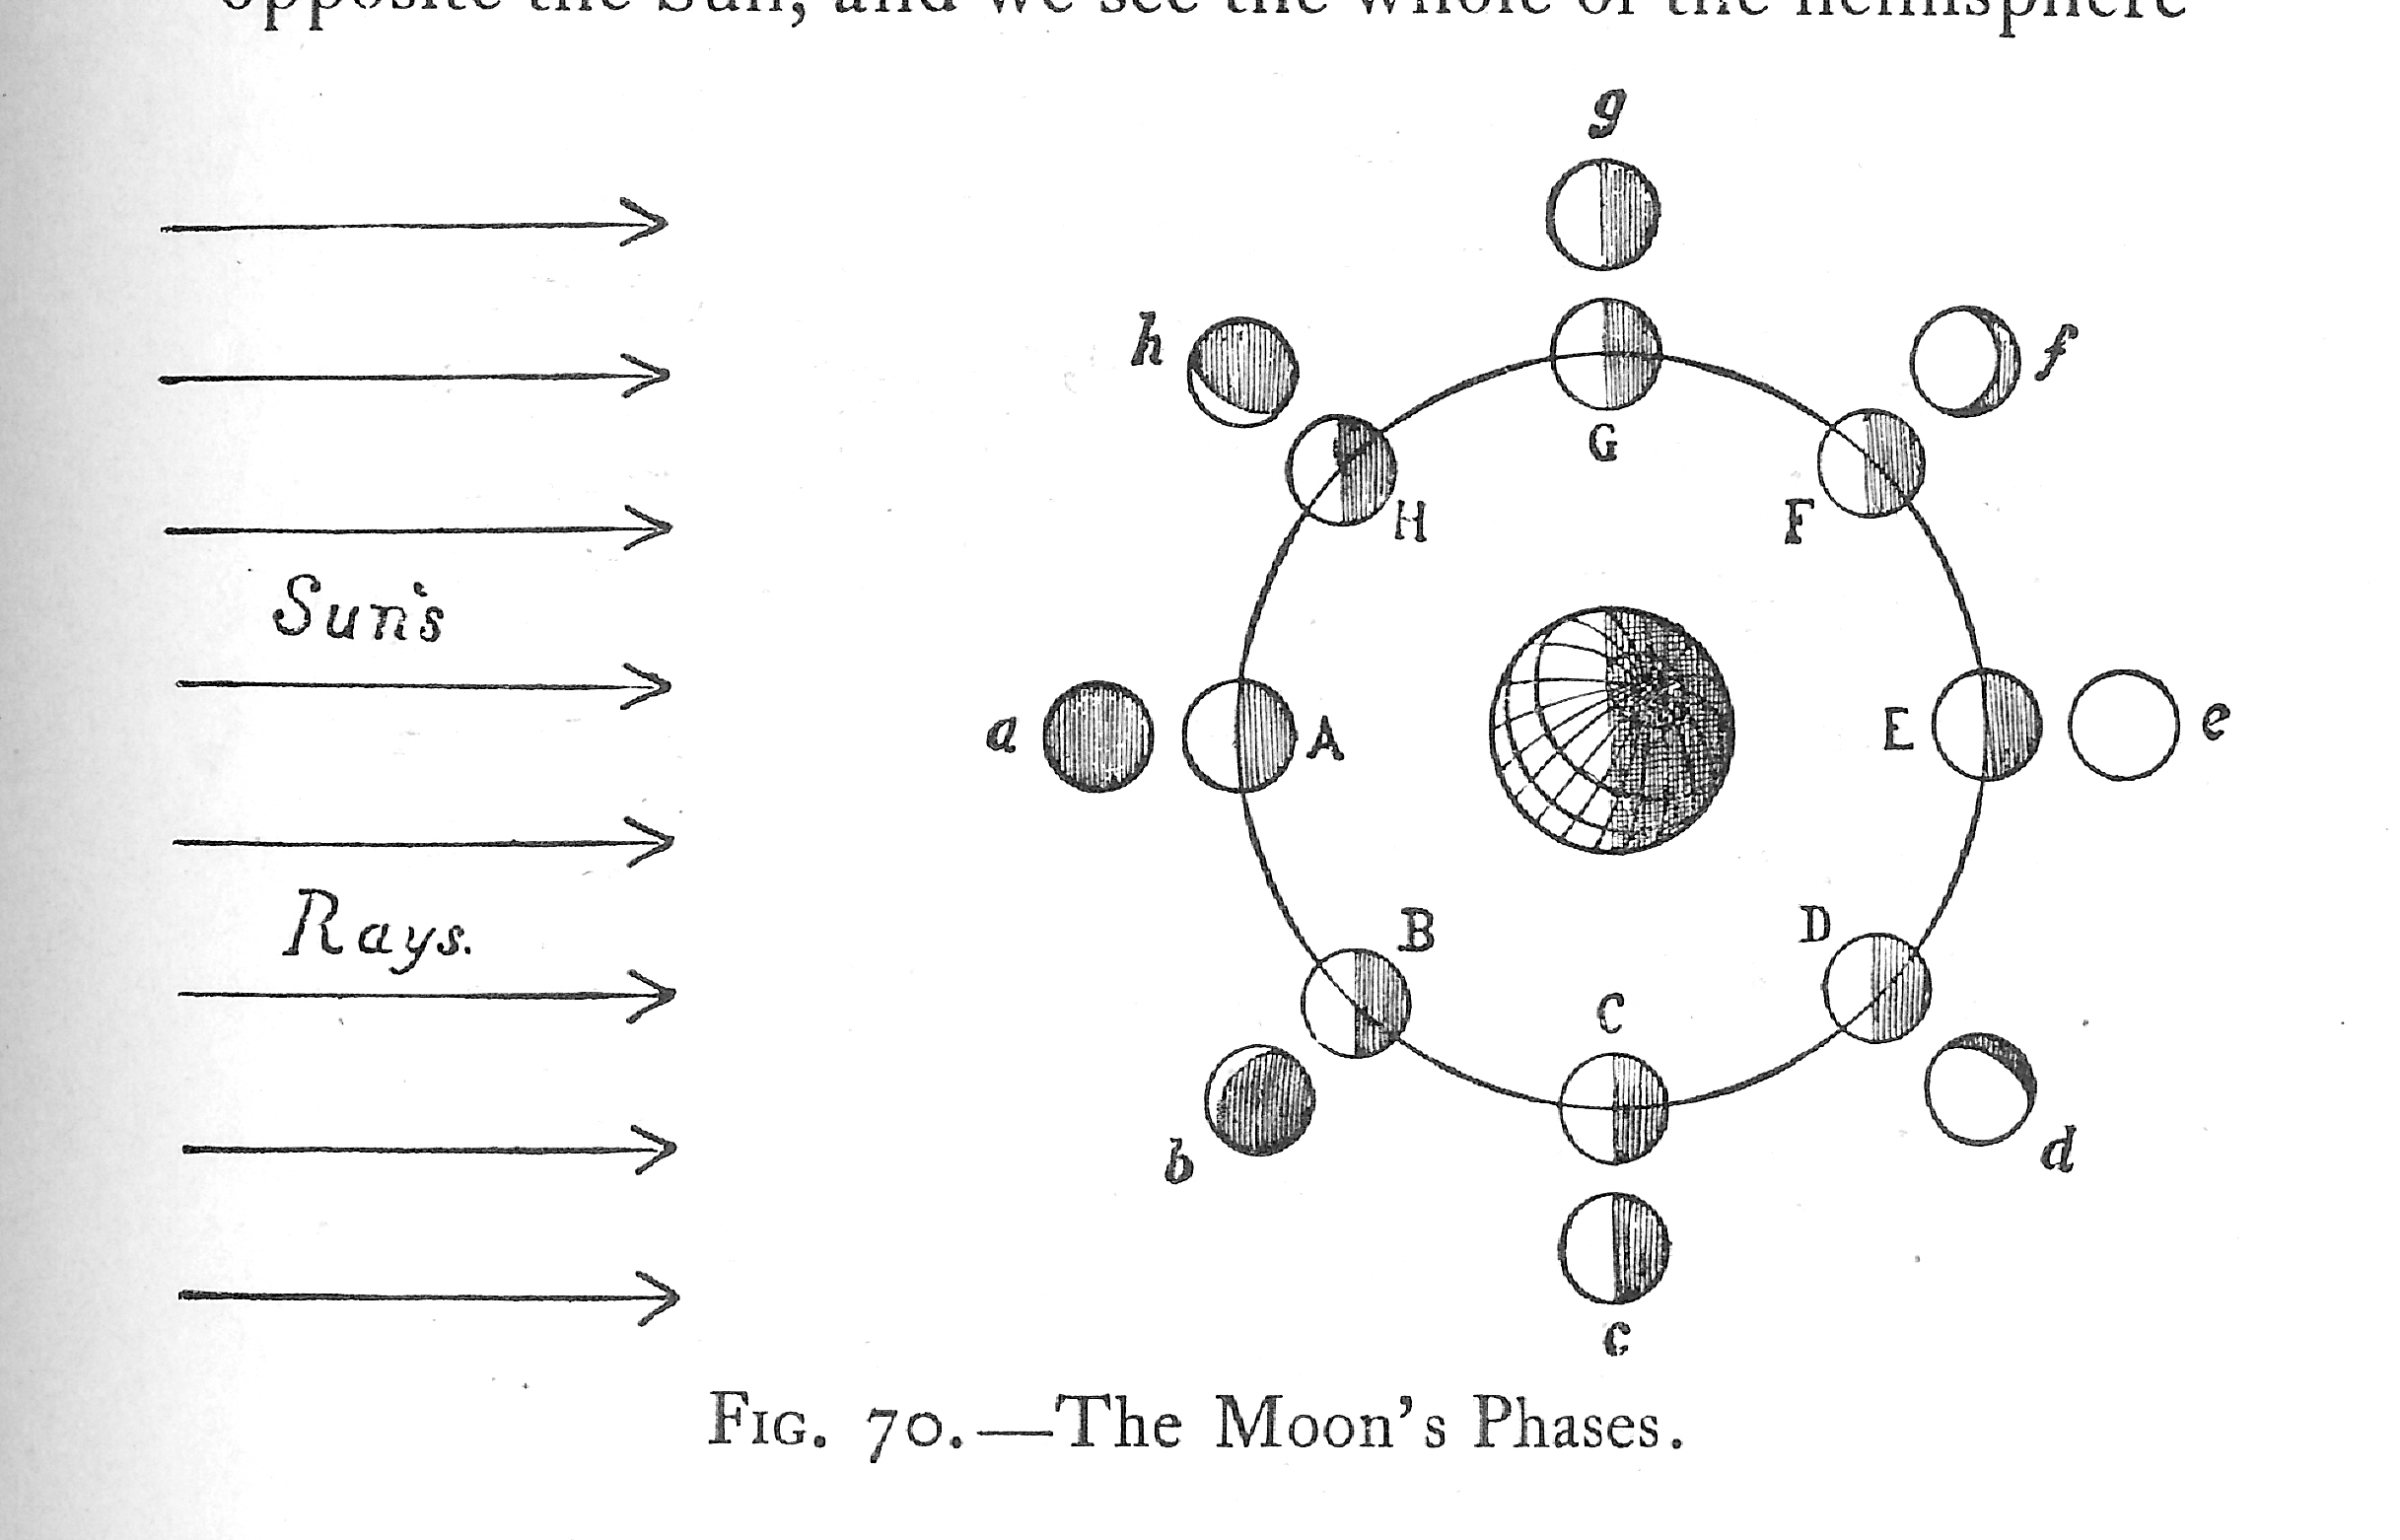 opposite the Sun, and we see the whole of the hemisphere
g
h
f
G
H
F
Sun's
a
A
E
e
Rays.
B
D
C
b
d
c
FIG. 70.—The Moon's Phases.